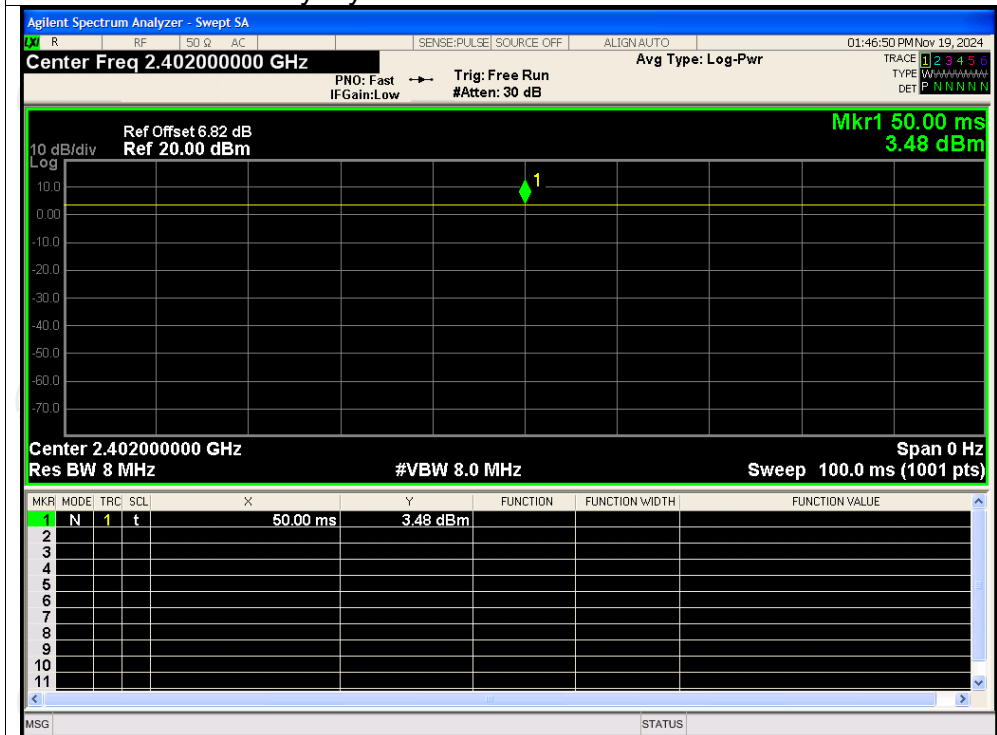 Agilent Spectrum Analyzer - Swept SA
LXI R RF 50 Ω AC SENSE:PULSE SOURCE OFF ALIGN AUTO 01:46:50 PM Nov 19, 2024
Center Freq 2.402000000 GHz
PNO: Fast
IFGain:Low
Trig: Free Run
#Atten: 30 dB
Avg Type: Log-Pwr
TRACE 1 2 3 4 5 6
TYPE W
DET P N N N N N
Mkr1 50.00 ms
3.48 dBm
Ref Offset 6.82 dB
10 dB/div Ref 20.00 dBm
Log
1
10.0
0.00
-10.0
-20.0
-30.0
-40.0
-50.0
-60.0
-70.0
Center 2.402000000 GHz Span 0 Hz
Res BW 8 MHz #VBW 8.0 MHz Sweep 100.0 ms (1001 pts)
MKR MODE TRC SCL X Y FUNCTION FUNCTION WIDTH FUNCTION VALUE
1 N 1 t 50.00 ms 3.48 dBm
2
3
4
5
6
7
8
9
10
11
MSG STATUS